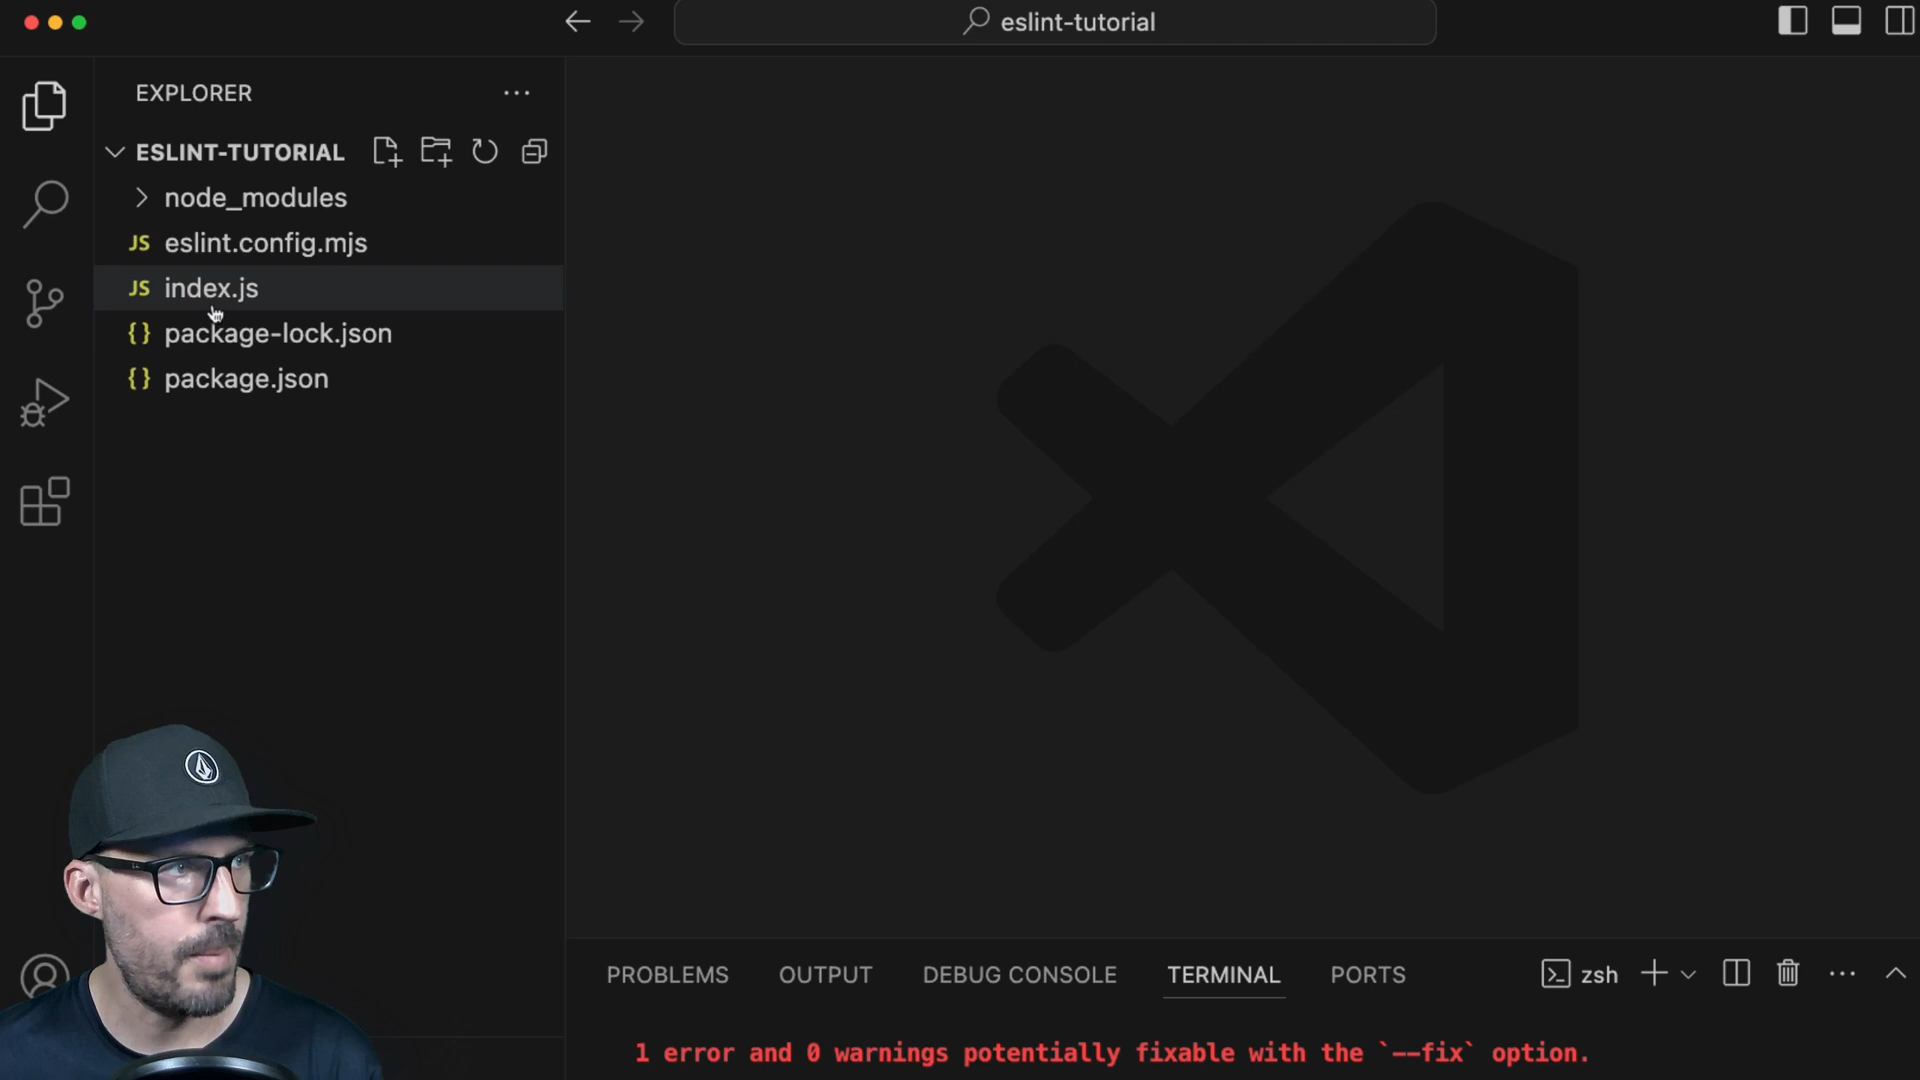 eslint-tutorial
EXPLORER
ESLINT-TUTORIAL
node_modules
JS eslint.config.mjs
JS index.js
{} package-lock.json
{} package.json
PROBLEMS OUTPUT DEBUG CONSOLE TERMINAL PORTS zsh
1 error and 0 warnings potentially fixable with the `--fix` option.